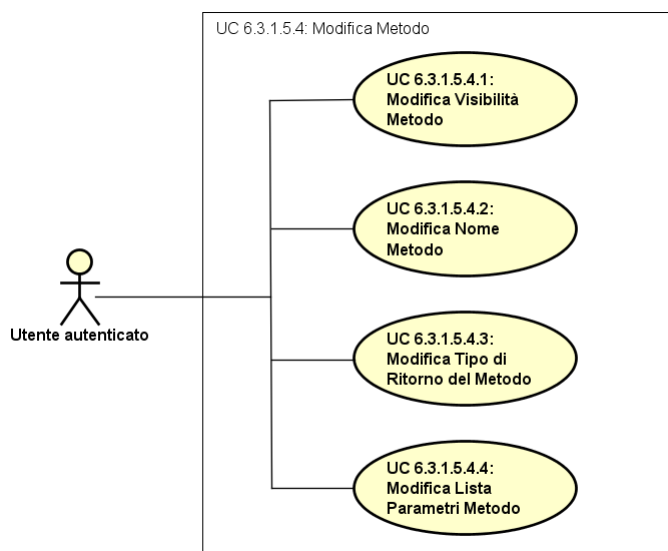 UC 6.3.1.5.4: Modifica Metodo
UC 6.3.1.5.4.1:
Modifica Visibilità
Metodo
UC 6.3.1.5.4.2:
Modifica Nome
Metodo
Utente autenticato
UC 6.3.1.5.4.3:
Modifica Tipo di
Ritorno del Metodo
UC 6.3.1.5.4.4:
Modifica Lista
Parametri Metodo